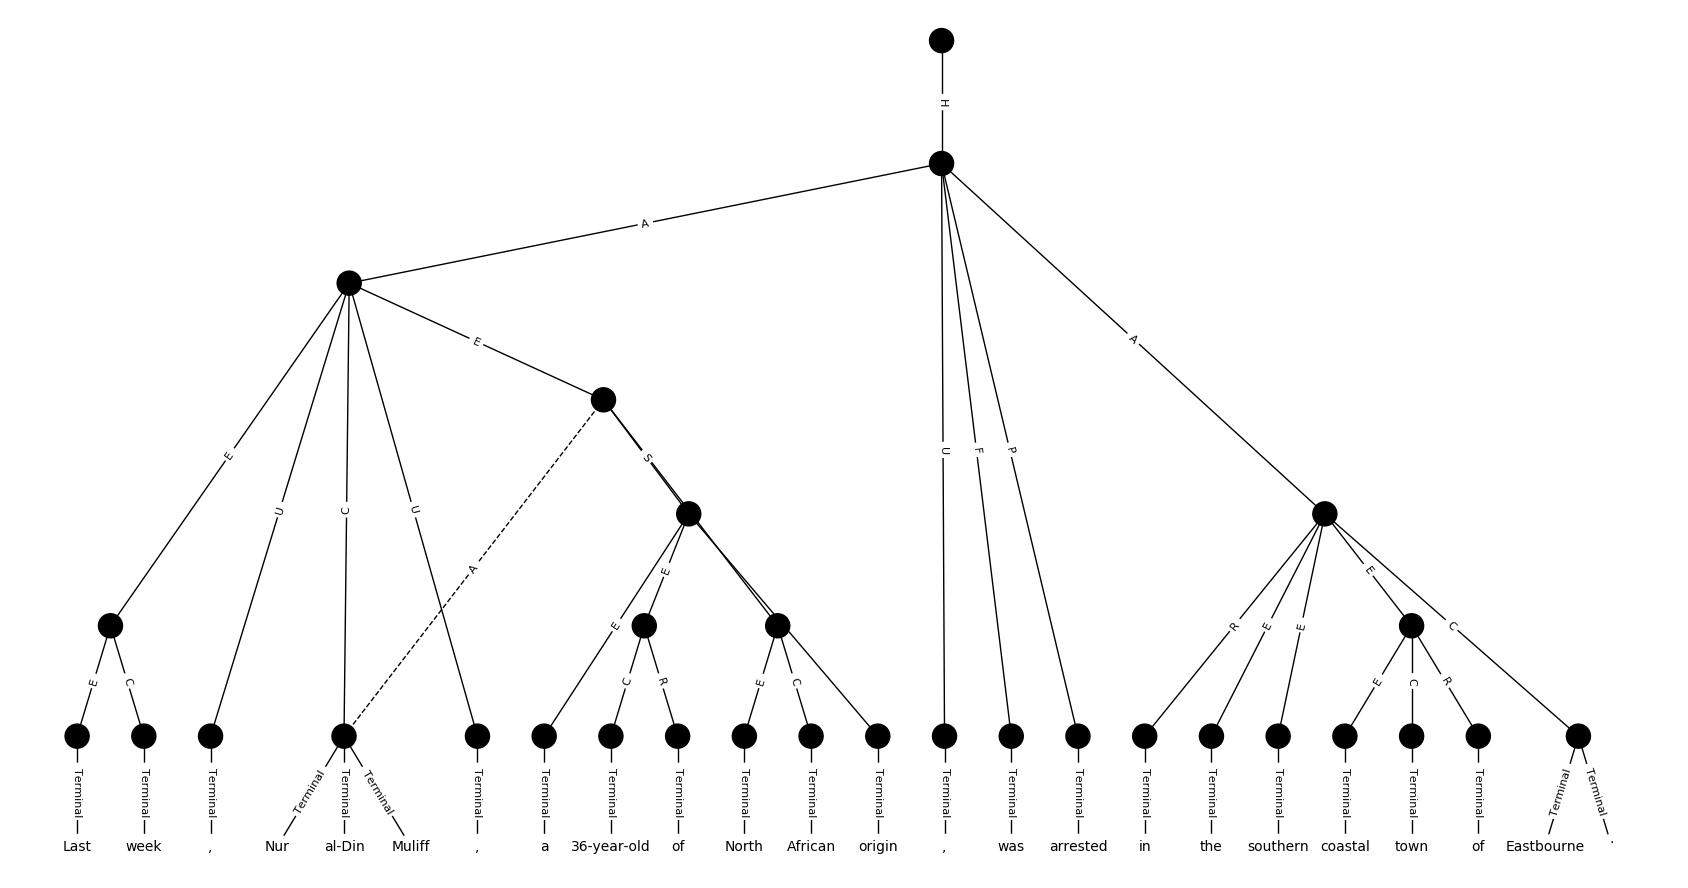 H
A
E
A
S
E
U
C
U
U
F
P
A
E
E
R
E
E
E
C
E
C
C
R
E
C
E
C
R
Terminal Terminal Terminal Terminal Terminal Terminal Terminal Terminal Terminal Terminal Terminal Terminal Terminal Terminal Terminal Terminal Terminal Terminal Terminal Terminal Terminal Terminal Terminal Terminal
Last week , Nur al-Din Muliff , a 36-year-old of North African origin , was arrested in the southern coastal town of Eastbourne .